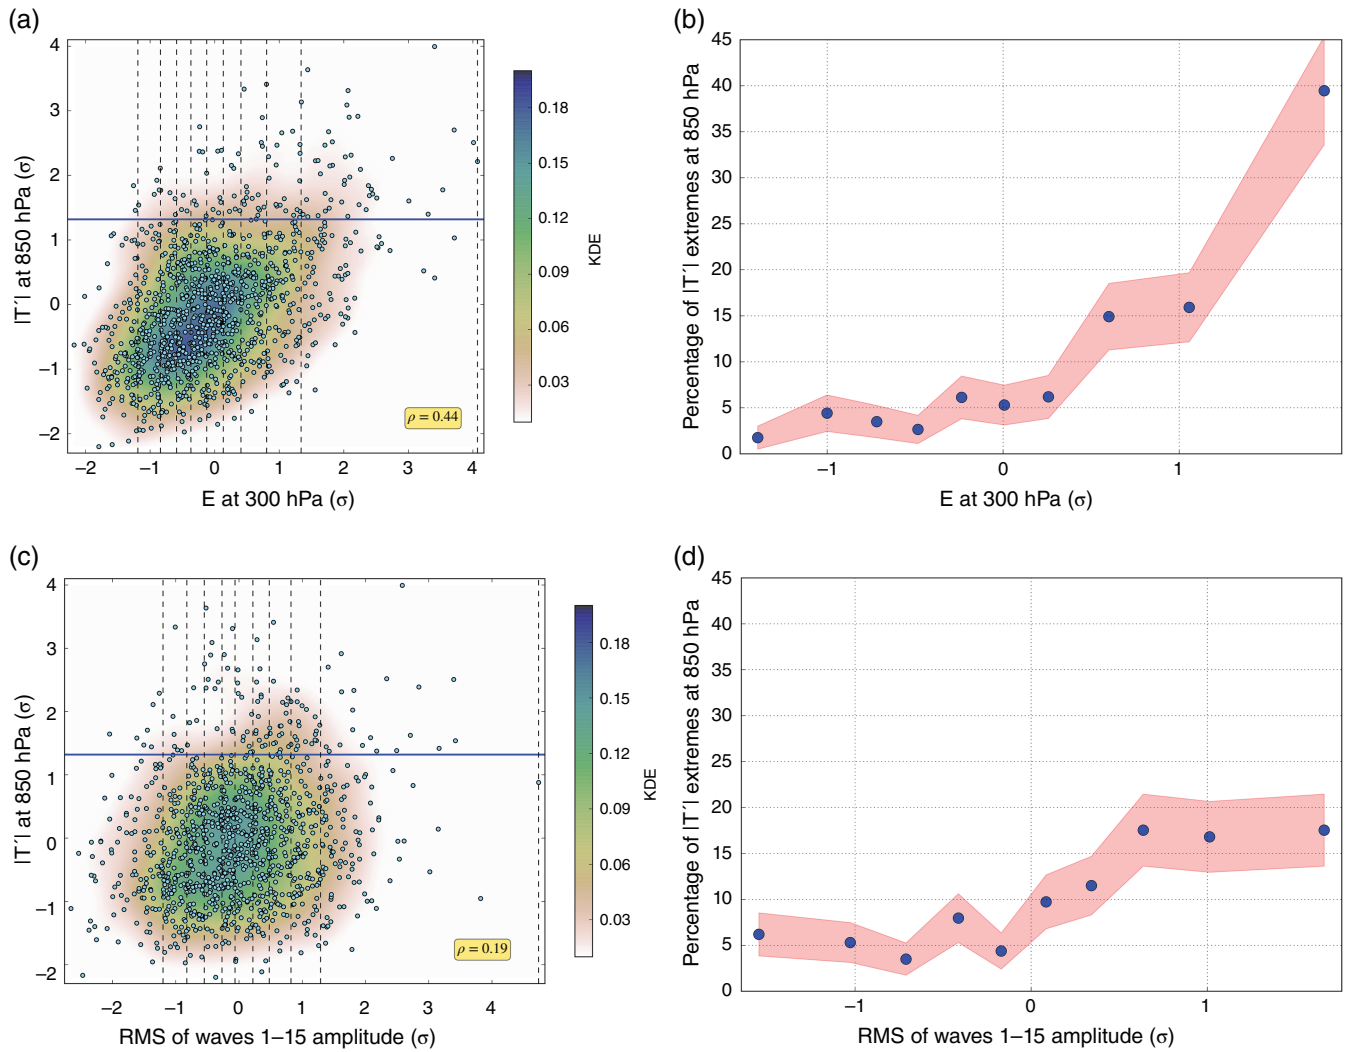 (a)
|T´| at 850 hPa (σ)
4
3
2
1
0
−1
−2
−2 −1 0 1 2 3 4
E at 300 hPa (σ)
ρ = 0.44
0.18
0.15
0.12
0.09
0.06
0.03
KDE
(b)
Percentage of |T´| extremes at 850 hPa
45
40
35
30
25
20
15
10
5
0
−1 0 1
E at 300 hPa (σ)
(c)
|T´| at 850 hPa (σ)
4
3
2
1
0
−1
−2
−2 −1 0 1 2 3 4
RMS of waves 1–15 amplitude (σ)
ρ = 0.19
0.18
0.15
0.12
0.09
0.06
0.03
KDE
(d)
Percentage of |T´| extremes at 850 hPa
45
40
35
30
25
20
15
10
5
0
−1 0 1
RMS of waves 1–15 amplitude (σ)